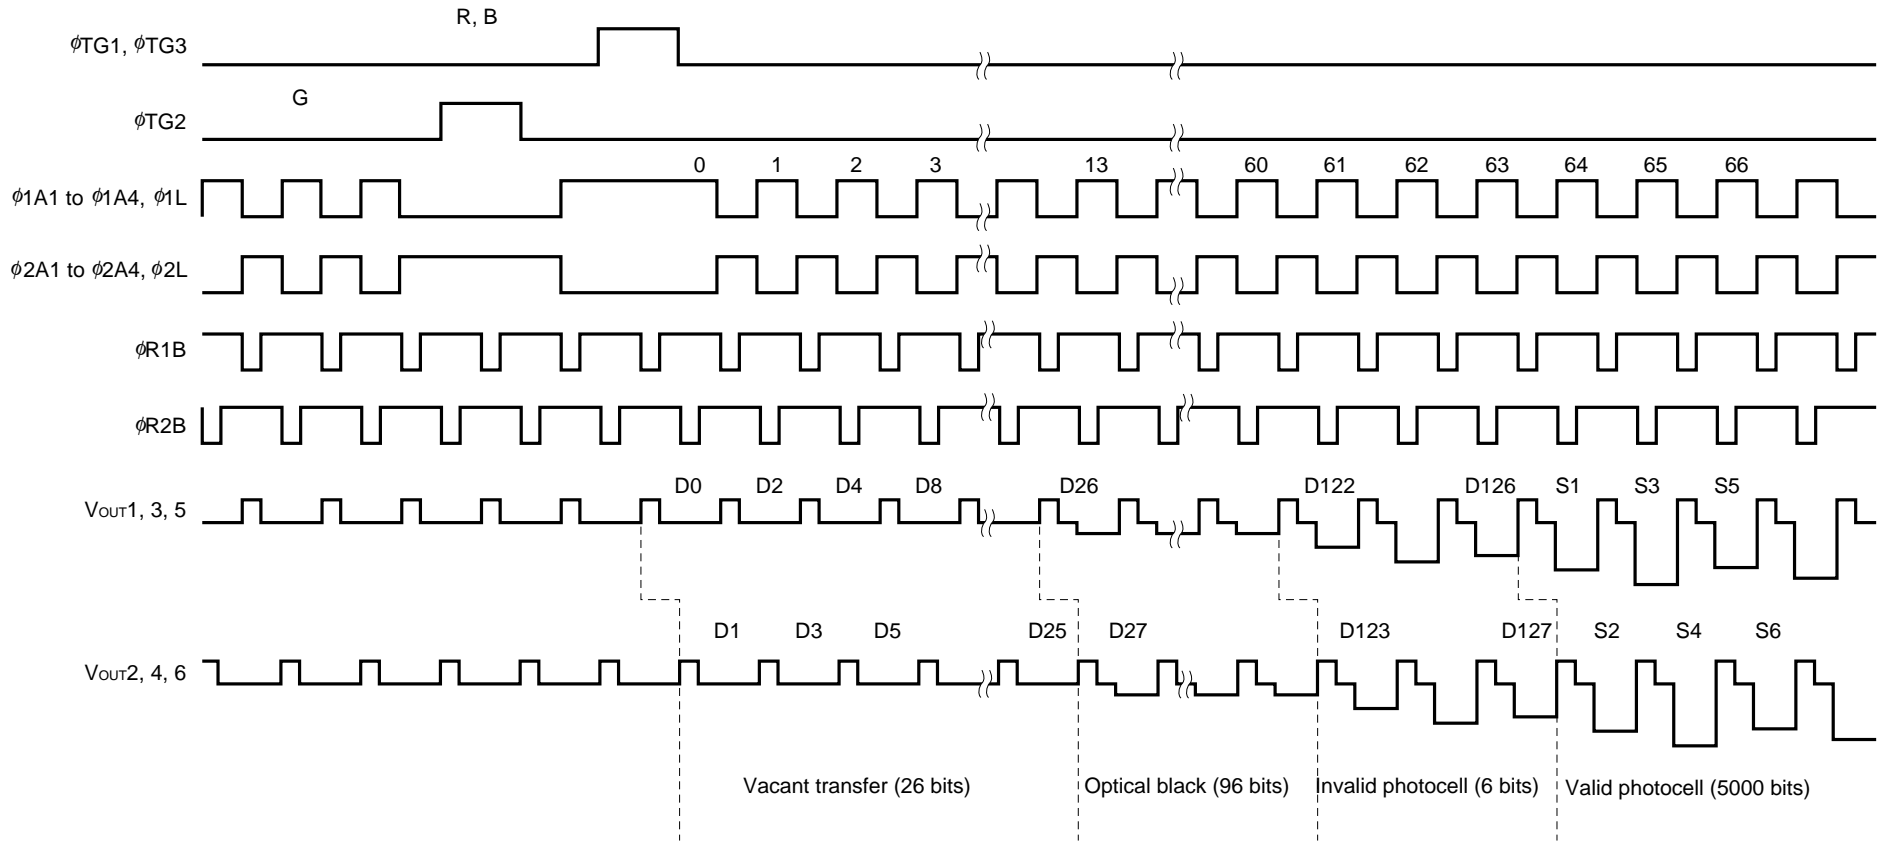 R, B
ϕTG1, ϕTG3
G
ϕTG2
0 1 2 3 13 60 61 62 63 64 65 66
ϕ1A1 to ϕ1A4, ϕ1L
ϕ2A1 to ϕ2A4, ϕ2L
ϕR1B
ϕR2B
D0 D2 D4 D8 D26 D122 D126 S1 S3 S5
VOUT1, 3, 5
D1 D3 D5 D25 D27 D123 D127 S2 S4 S6
VOUT2, 4, 6
Vacant transfer (26 bits) Optical black (96 bits) Invalid photocell (6 bits) Valid photocell (5000 bits)